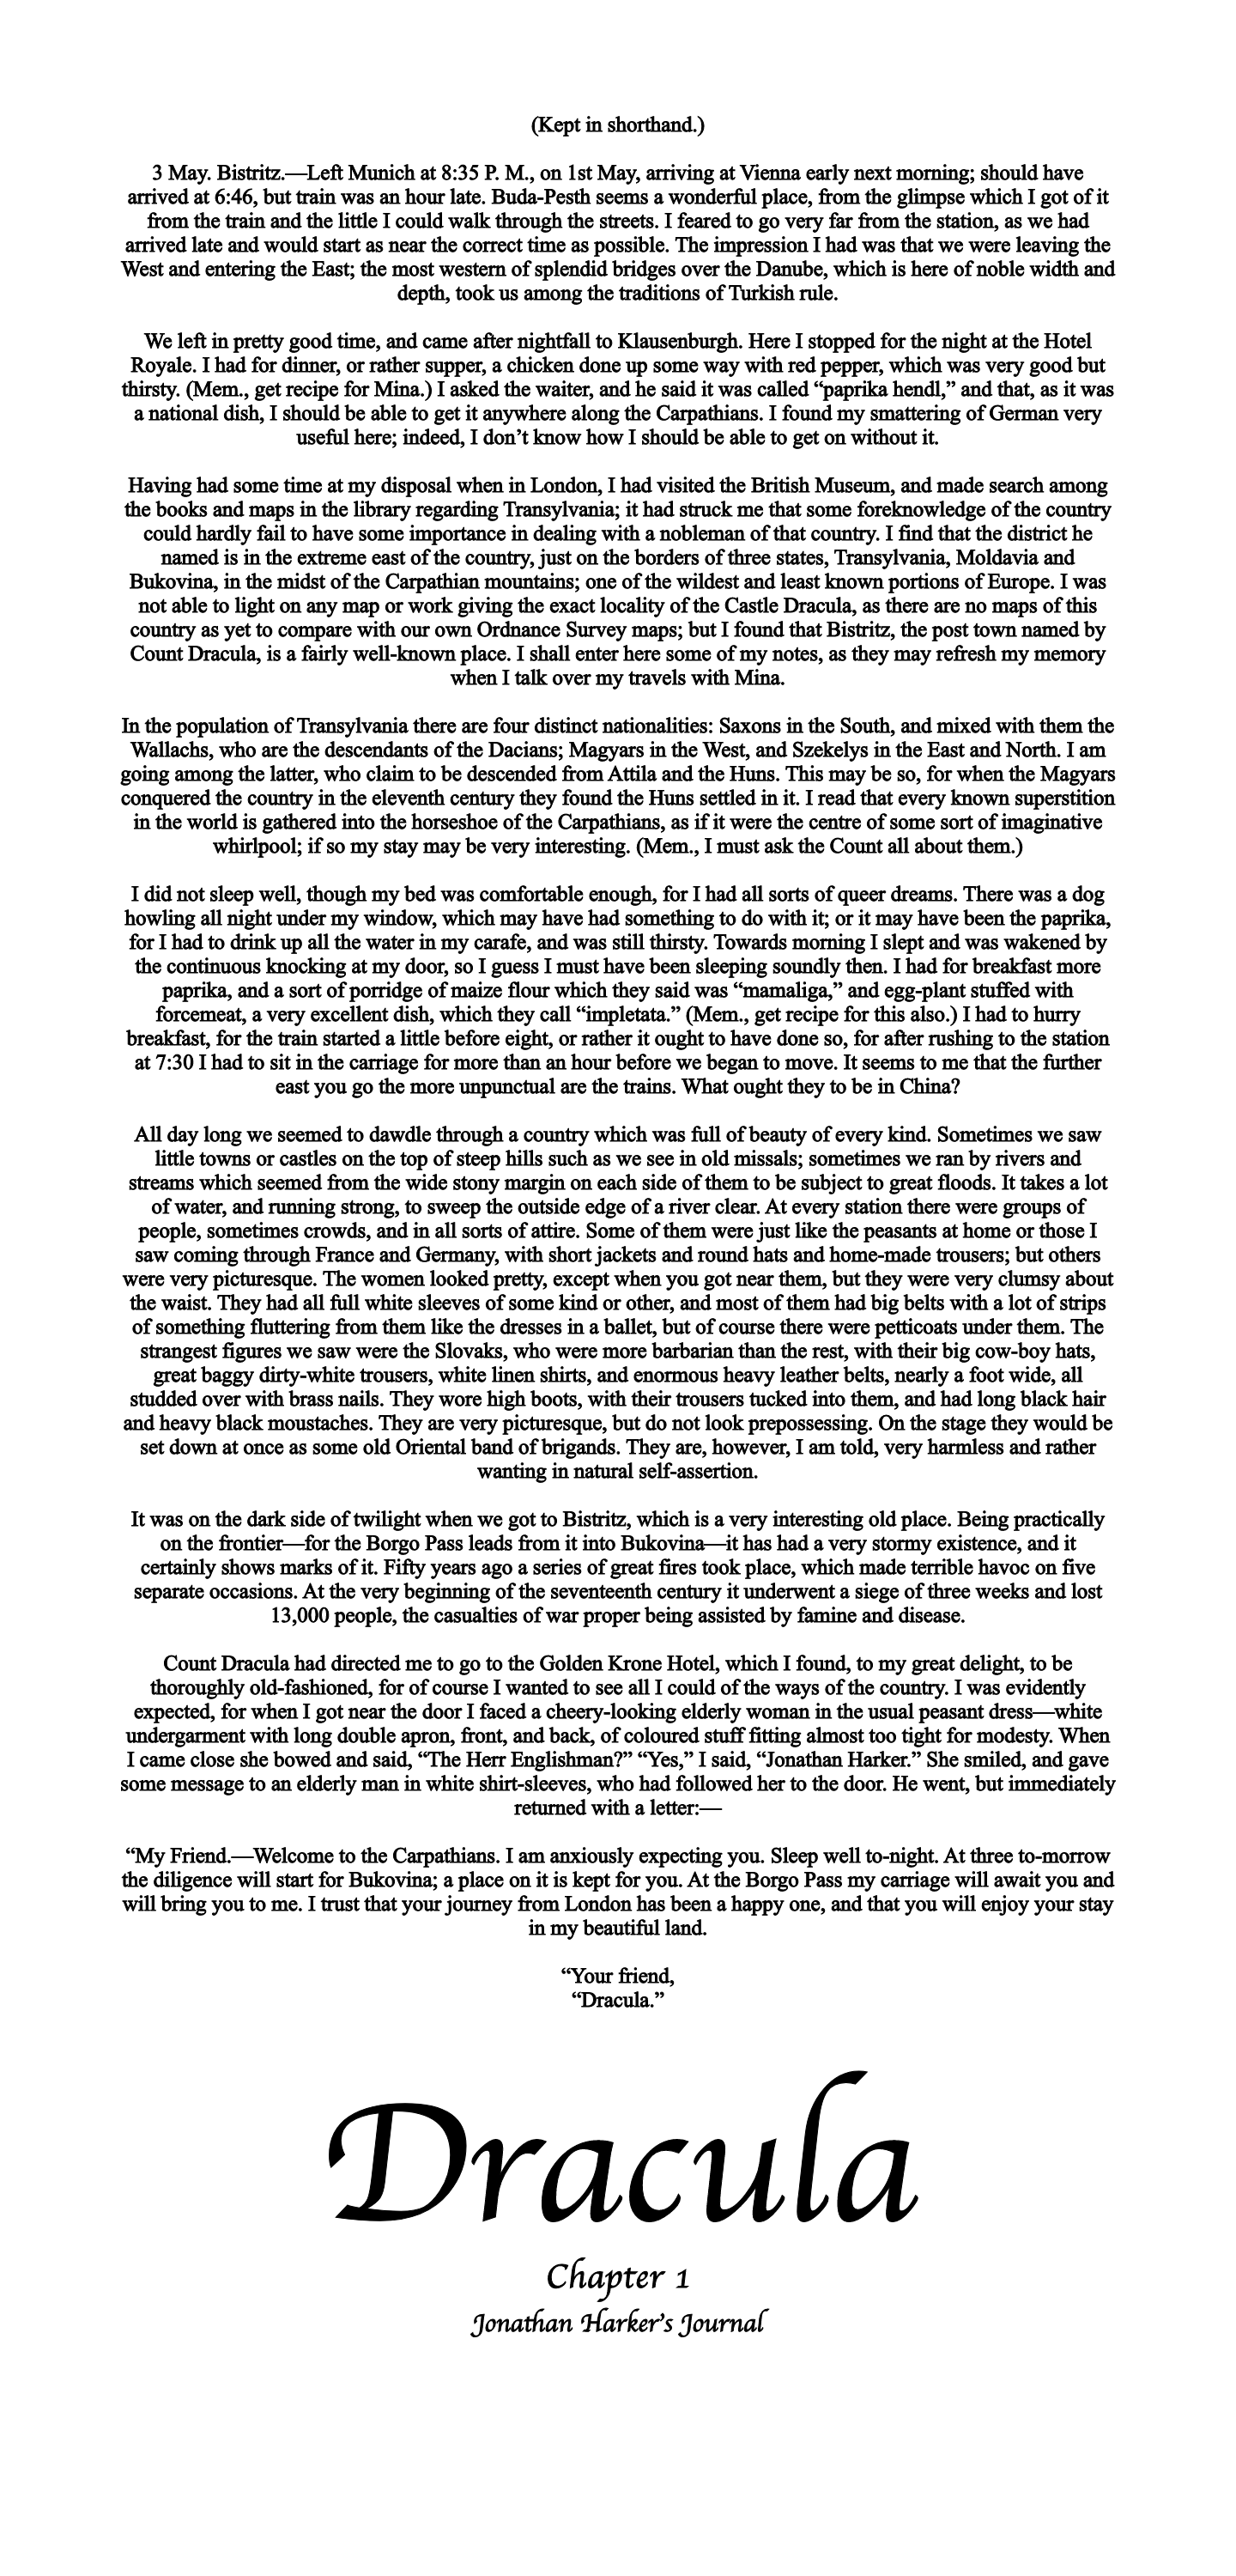 (Kept in shorthand.)
3 May. Bistritz.—Left Munich at 8:35 P. M., on 1st May, arriving at Vienna early next morning; should have
arrived at 6:46, but train was an hour late. Buda-Pesth seems a wonderful place, from the glimpse which I got of it
from the train and the little I could walk through the streets. I feared to go very far from the station, as we had
arrived late and would start as near the correct time as possible. The impression I had was that we were leaving the
West and entering the East; the most western of splendid bridges over the Danube, which is here of noble width and
depth, took us among the traditions of Turkish rule.
We left in pretty good time, and came after nightfall to Klausenburgh. Here I stopped for the night at the Hotel
Royale. I had for dinner, or rather supper, a chicken done up some way with red pepper, which was very good but
thirsty. (Mem., get recipe for Mina.) I asked the waiter, and he said it was called “paprika hendl,” and that, as it was
a national dish, I should be able to get it anywhere along the Carpathians. I found my smattering of German very
useful here; indeed, I don’t know how I should be able to get on without it.
Having had some time at my disposal when in London, I had visited the British Museum, and made search among
the books and maps in the library regarding Transylvania; it had struck me that some foreknowledge of the country
could hardly fail to have some importance in dealing with a nobleman of that country. I find that the district he
named is in the extreme east of the country, just on the borders of three states, Transylvania, Moldavia and
Bukovina, in the midst of the Carpathian mountains; one of the wildest and least known portions of Europe. I was
not able to light on any map or work giving the exact locality of the Castle Dracula, as there are no maps of this
country as yet to compare with our own Ordnance Survey maps; but I found that Bistritz, the post town named by
Count Dracula, is a fairly well-known place. I shall enter here some of my notes, as they may refresh my memory
when I talk over my travels with Mina.
In the population of Transylvania there are four distinct nationalities: Saxons in the South, and mixed with them the
Wallachs, who are the descendants of the Dacians; Magyars in the West, and Szekelys in the East and North. I am
going among the latter, who claim to be descended from Attila and the Huns. This may be so, for when the Magyars
conquered the country in the eleventh century they found the Huns settled in it. I read that every known superstition
in the world is gathered into the horseshoe of the Carpathians, as if it were the centre of some sort of imaginative
whirlpool; if so my stay may be very interesting. (Mem., I must ask the Count all about them.)
I did not sleep well, though my bed was comfortable enough, for I had all sorts of queer dreams. There was a dog
howling all night under my window, which may have had something to do with it; or it may have been the paprika,
for I had to drink up all the water in my carafe, and was still thirsty. Towards morning I slept and was wakened by
the continuous knocking at my door, so I guess I must have been sleeping soundly then. I had for breakfast more
paprika, and a sort of porridge of maize flour which they said was “mamaliga,” and egg-plant stuffed with
forcemeat, a very excellent dish, which they call “impletata.” (Mem., get recipe for this also.) I had to hurry
breakfast, for the train started a little before eight, or rather it ought to have done so, for after rushing to the station
at 7:30 I had to sit in the carriage for more than an hour before we began to move. It seems to me that the further
east you go the more unpunctual are the trains. What ought they to be in China?
All day long we seemed to dawdle through a country which was full of beauty of every kind. Sometimes we saw
little towns or castles on the top of steep hills such as we see in old missals; sometimes we ran by rivers and
streams which seemed from the wide stony margin on each side of them to be subject to great floods. It takes a lot
of water, and running strong, to sweep the outside edge of a river clear. At every station there were groups of
people, sometimes crowds, and in all sorts of attire. Some of them were just like the peasants at home or those I
saw coming through France and Germany, with short jackets and round hats and home-made trousers; but others
were very picturesque. The women looked pretty, except when you got near them, but they were very clumsy about
the waist. They had all full white sleeves of some kind or other, and most of them had big belts with a lot of strips
of something fluttering from them like the dresses in a ballet, but of course there were petticoats under them. The
strangest figures we saw were the Slovaks, who were more barbarian than the rest, with their big cow-boy hats,
great baggy dirty-white trousers, white linen shirts, and enormous heavy leather belts, nearly a foot wide, all
studded over with brass nails. They wore high boots, with their trousers tucked into them, and had long black hair
and heavy black moustaches. They are very picturesque, but do not look prepossessing. On the stage they would be
set down at once as some old Oriental band of brigands. They are, however, I am told, very harmless and rather
wanting in natural self-assertion.
It was on the dark side of twilight when we got to Bistritz, which is a very interesting old place. Being practically
on the frontier—for the Borgo Pass leads from it into Bukovina—it has had a very stormy existence, and it
certainly shows marks of it. Fifty years ago a series of great fires took place, which made terrible havoc on five
separate occasions. At the very beginning of the seventeenth century it underwent a siege of three weeks and lost
13,000 people, the casualties of war proper being assisted by famine and disease.
Count Dracula had directed me to go to the Golden Krone Hotel, which I found, to my great delight, to be
thoroughly old-fashioned, for of course I wanted to see all I could of the ways of the country. I was evidently
expected, for when I got near the door I faced a cheery-looking elderly woman in the usual peasant dress—white
undergarment with long double apron, front, and back, of coloured stuff fitting almost too tight for modesty. When
I came close she bowed and said, “The Herr Englishman?” “Yes,” I said, “Jonathan Harker.” She smiled, and gave
some message to an elderly man in white shirt-sleeves, who had followed her to the door. He went, but immediately
returned with a letter:—
“My Friend.—Welcome to the Carpathians. I am anxiously expecting you. Sleep well to-night. At three to-morrow
the diligence will start for Bukovina; a place on it is kept for you. At the Borgo Pass my carriage will await you and
will bring you to me. I trust that your journey from London has been a happy one, and that you will enjoy your stay
in my beautiful land.
“Your friend,
“Dracula.”
Dracula
Chapter 1
Jonathan Harker’s Journal